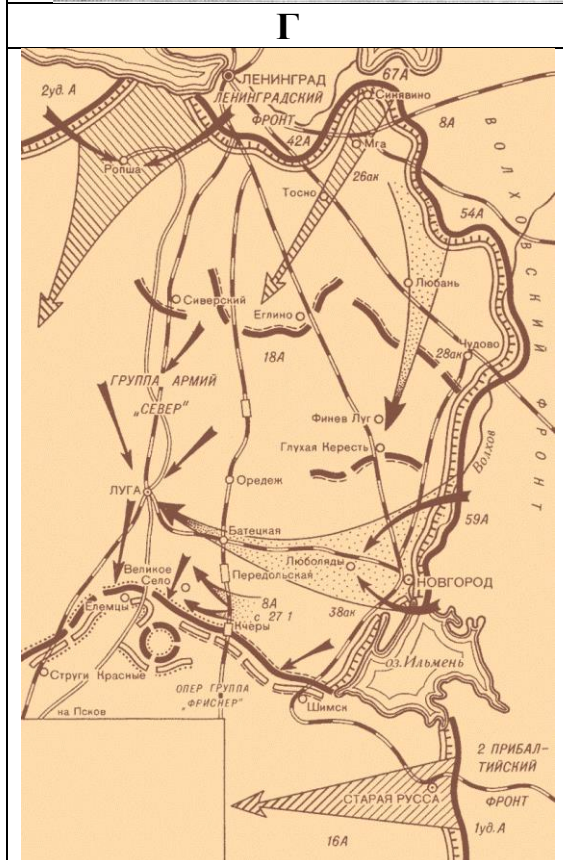 Г
67А
ЛЕНИНГРАД
2уд. А
ЛЕНИНГРАДСКИЙ
ФРОНТ
Синявино
8А
42А
Мга
Ропша
26ак
Тосно
54А
ВОЛХОВСКИЙ ФРОНТ
Любань
Сиверский
Еглино
Чудово
28ак
18А
ГРУППА АРМИЙ
„СЕВЕР"
Финев Луг
Глухая Кересть
Волхов
Оредеж
ЛУГА
59А
Батецкая
Великое
Село
Передольская
Люболяды
НОВГОРОД
38ак
8А
с 27 1
Елемцы
Кчеры
оз. Ильмень
Струги Красные
ОПЕР ГРУППА
„ФРИСНЕР"
Шимск
на Псков
2 ПРИБАЛ-
ТИЙСКИЙ
ФРОНТ
СТАРАЯ РУССА
1уд. А
16А